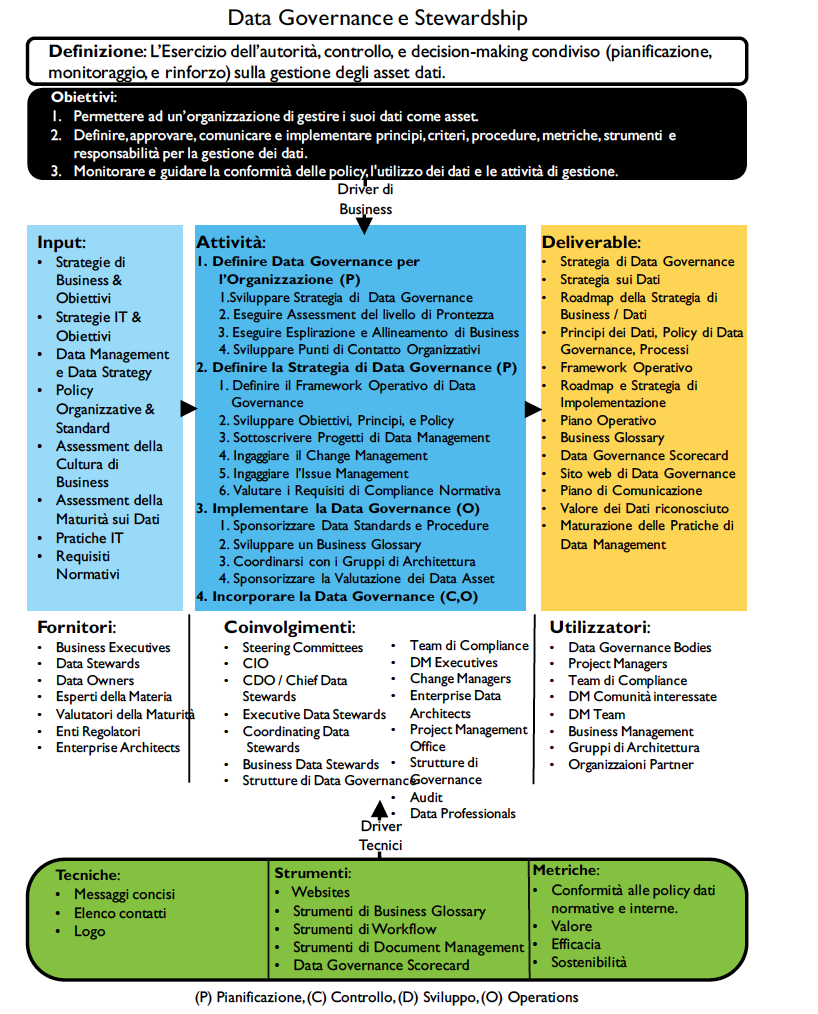 Data Governance e Stewardship
Definizione: L’Esercizio dell’autorità, controllo, e decision-making condiviso (pianificazione,
monitoraggio, e rinforzo) sulla gestione degli asset dati.
Obiettivi:
1. Permettere ad un’organizzazione di gestire i suoi dati come asset.
2. Definire, approvare, comunicare e implementare principi, criteri, procedure, metriche, strumenti e
responsabilità per la gestione dei dati.
3. Monitorare e guidare la conformità delle policy, l'utilizzo dei dati e le attività di gestione.
Driver di
Business
Input:
• Strategie di
Business &
Obiettivi
• Strategie IT &
Obiettivi
• Data Management
e Data Strategy
• Policy
Organizzative &
Standard
• Assessment della
Cultura di
Business
• Assessment della
Maturità sui Dati
• Pratiche IT
• Requisiti
Normativi
Attività:
1. Definire Data Governance per
l’Organizzazione (P)
1.Sviluppare Strategia di Data Governance
2. Eseguire Assessment del livello di Prontezza
3. Eseguire Esplirazione e Allineamento di Business
4. Sviluppare Punti di Contatto Organizzativi
2. Definire la Strategia di Data Governance (P)
1. Definire il Framework Operativo di Data
Governance
2. Sviluppare Obiettivi, Principi, e Policy
3. Sottoscrivere Progetti di Data Management
4. Ingaggiare il Change Management
5. Ingaggiare l’Issue Management
6. Valutare i Requisiti di Compliance Normativa
3. Implementare la Data Governance (O)
1. Sponsorizzare Data Standards e Procedure
2. Sviluppare un Business Glossary
3. Coordinarsi con i Gruppi di Architettura
4. Sponsorizzare la Valutazione dei Data Asset
4. Incorporare la Data Governance (C,O)
Deliverable:
• Strategia di Data Governance
• Strategia sui Dati
• Roadmap della Strategia di
Business / Dati
• Principi dei Dati, Policy di Data
Governance, Processi
• Framework Operativo
• Roadmap e Strategia di
Impolementazione
• Piano Operativo
• Business Glossary
• Data Governance Scorecard
• Sito web di Data Governance
• Piano di Comunicazione
• Valore dei Dati riconosciuto
• Maturazione delle Pratiche di
Data Management
Fornitori:
• Business Executives
• Data Stewards
• Data Owners
• Esperti della Materia
• Valutatori della Maturità
• Enti Regolatori
• Enterprise Architects
Coinvolgimenti:
• Steering Committees
• CIO
• CDO / Chief Data
Stewards
• Executive Data Stewards
• Coordinating Data
Stewards
• Business Data Stewards
• Strutture di Data Governance
• Team di Compliance
• DM Executives
• Change Managers
• Enterprise Data
Architects
• Project Management
Office
• Strutture di
Governance
• Audit
• Data Professionals
Utilizzatori:
• Data Governance Bodies
• Project Managers
• Team di Compliance
• DM Comunità interessate
• DM Team
• Business Management
• Gruppi di Architettura
• Organizzaioni Partner
Driver
Tecnici
Tecniche:
• Messaggi concisi
• Elenco contatti
• Logo
Strumenti:
• Websites
• Strumenti di Business Glossary
• Strumenti di Workflow
• Strumenti di Document Management
• Data Governance Scorecard
Metriche:
• Conformità alle policy dati
normative e interne.
• Valore
• Efficacia
• Sostenibilità
(P) Pianificazione, (C) Controllo, (D) Sviluppo, (O) Operations